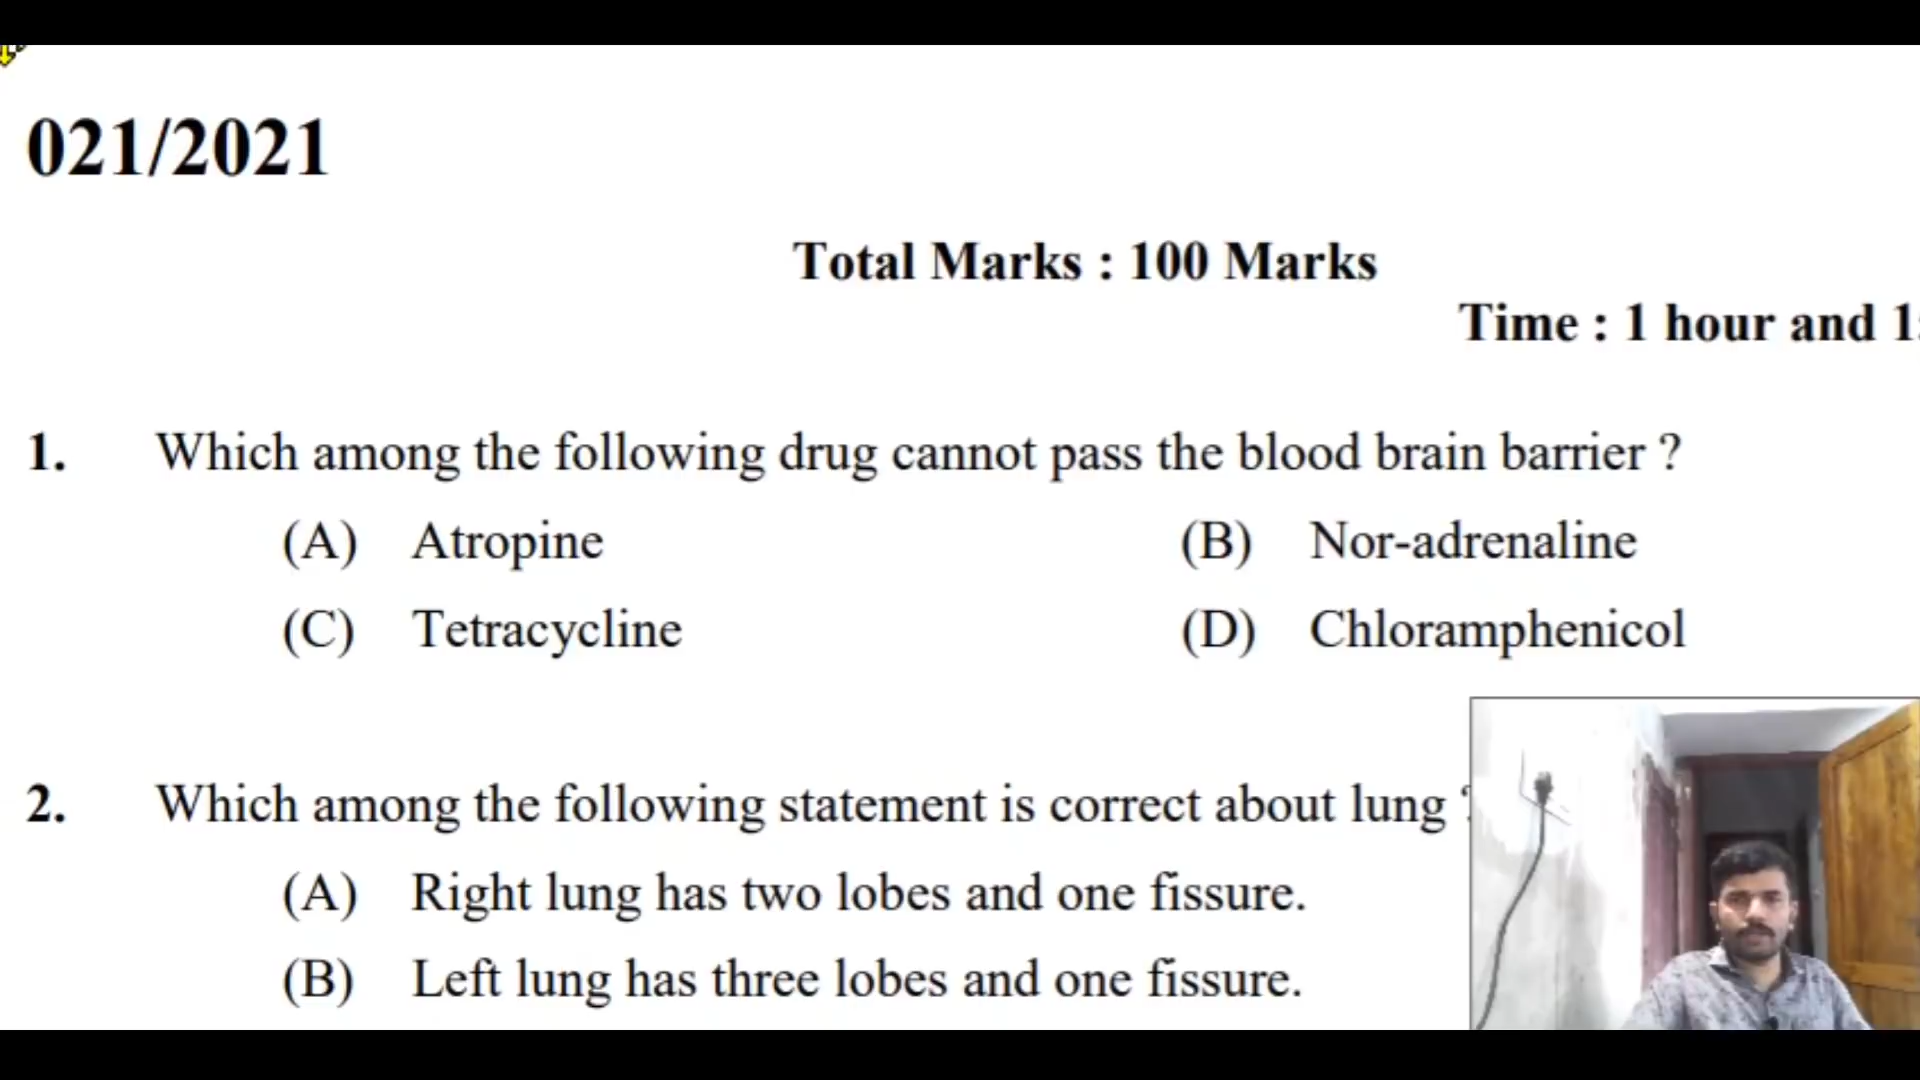 021/2021
Total Marks : 100 Marks
Time : 1 hour and
1. Which among the following drug cannot pass the blood brain barrier ?
(A) Atropine (B) Nor-adrenaline
(C) Tetracycline (D) Chloramphenicol
2. Which among the following statement is correct about lung
(A) Right lung has two lobes and one fissure.
(B) Left lung has three lobes and one fissure.